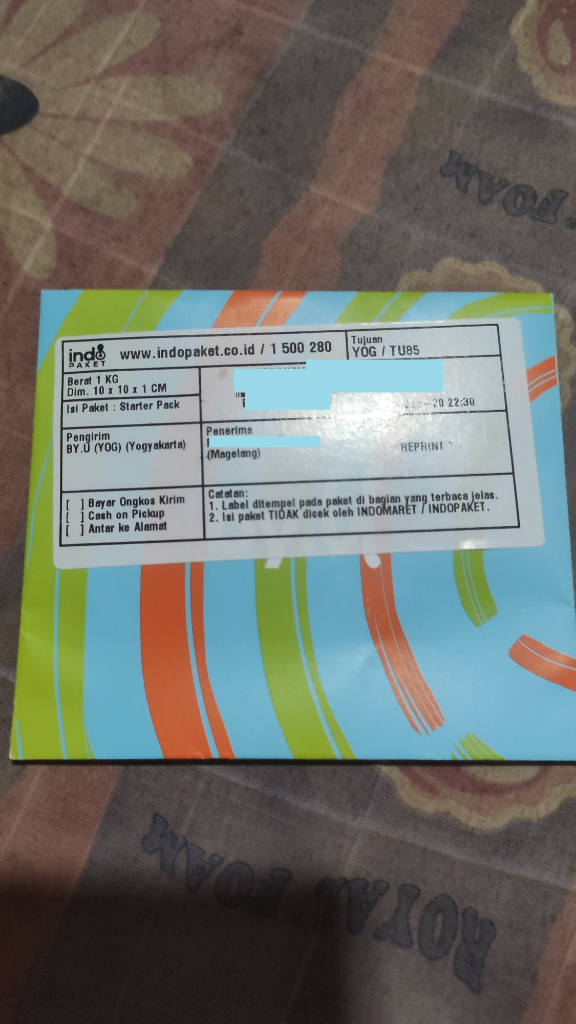 ROYAL FOAM
indo PAKET
www.indopaket.co.id / 1 500 280
Tujuan
YOG / TU85
Berat 1 KG
Dim. 10 x 10 x 1 CM
Isi Paket : Starter Pack
-20 22:30
Pengirim
BY.U (YOG) (Yogyakarta)
Penerima
(Magelang)
REPRINT
[ ] Bayar Ongkos Kirim
[ ] Cash on Pickup
[ ] Antar ke Alamat
Catatan:
1. Label ditempel pada paket di bagian yang terbaca jelas.
2. Isi paket TIDAK dicek oleh INDOMARET / INDOPAKET.
ROYAL FOAM